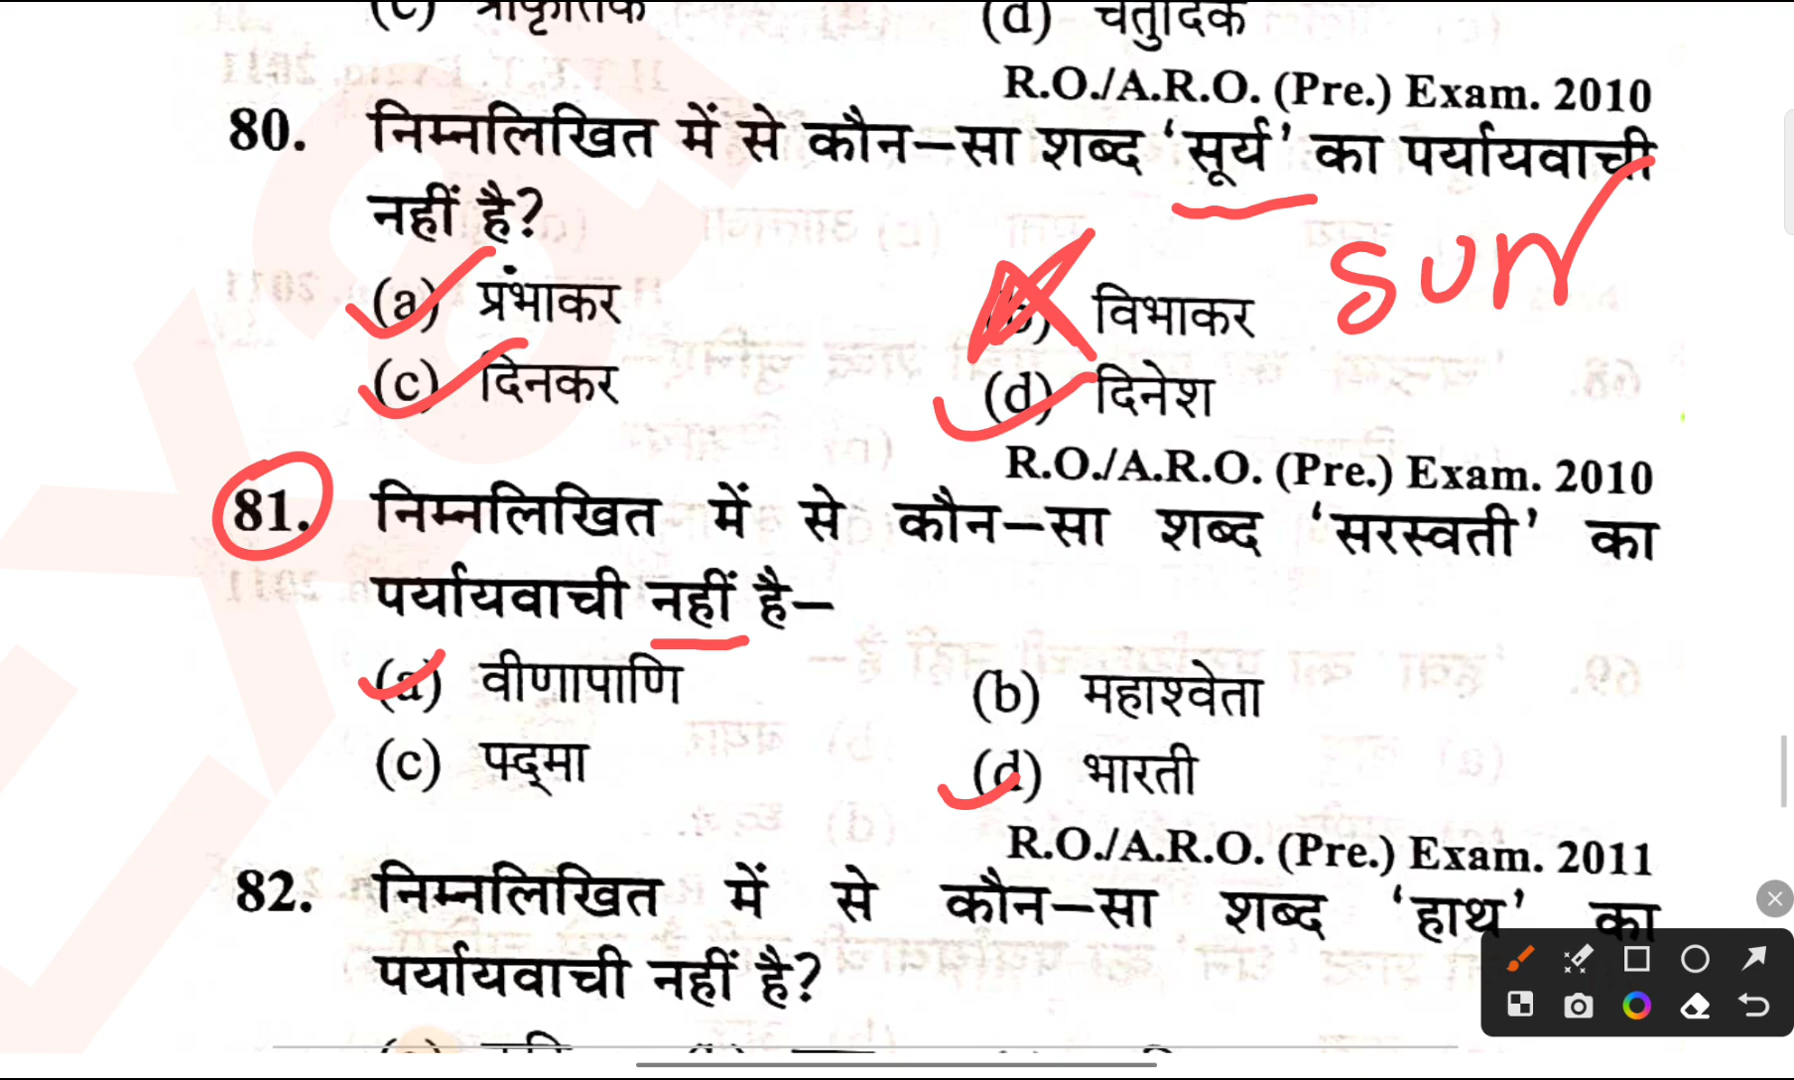 (c) प्राकृतिक (d) चतुर्दिक
R.O./A.R.O. (Pre.) Exam. 2010
80. निम्नलिखित में से कौन–सा शब्द ‘सूर्य’ का पर्यायवाची
नहीं है?
sun
(a) प्रंभाकर (b) विभाकर
(c) दिनकर (d) दिनेश
R.O./A.R.O. (Pre.) Exam. 2010
81. निम्नलिखित में से कौन–सा शब्द ‘सरस्वती’ का
पर्यायवाची नहीं है–
(a) वीणापाणि (b) महाश्वेता
(c) पद्‌मा (d) भारती
R.O./A.R.O. (Pre.) Exam. 2011
82. निम्नलिखित में से कौन–सा शब्द ‘हाथ’ का
पर्यायवाची नहीं है?